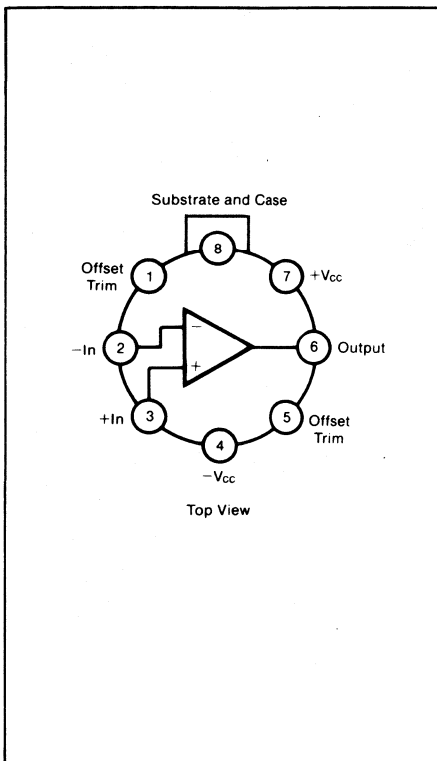 Substrate and Case
8
Offset
Trim
1
7
+Vcc
−In
2
−
6
Output
+
+In
3
5
Offset
Trim
4
−Vcc
Top View